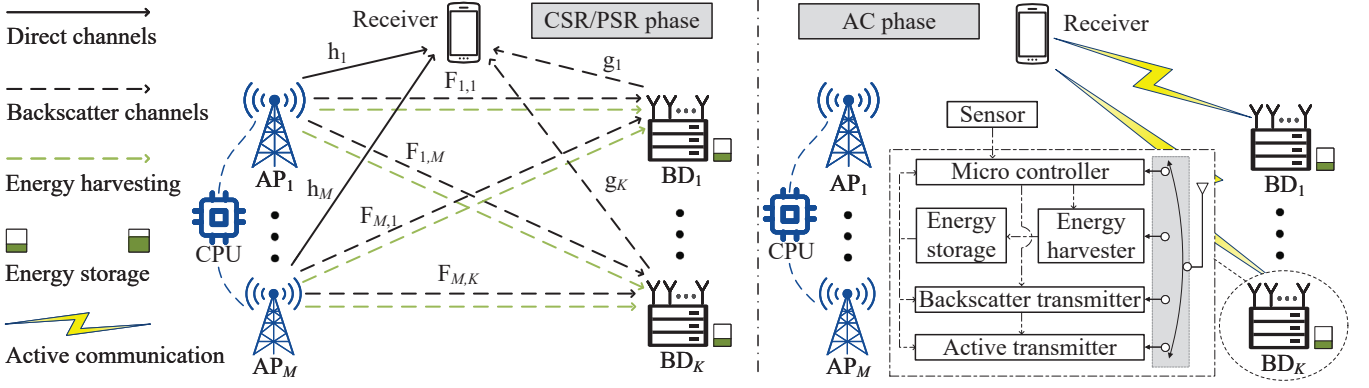 Direct channels
Backscatter channels
Energy harvesting
Energy storage
Active communication
Receiver
CSR/PSR phase
h1
g1
F1,1
F1,M
hM
gK
FM,1
FM,K
AP1
CPU
APM
BD1
BDK
AC phase
Receiver
Sensor
Micro controller
Energy
storage
Energy
harvester
Backscatter transmitter
Active transmitter
AP1
CPU
APM
BD1
BDK